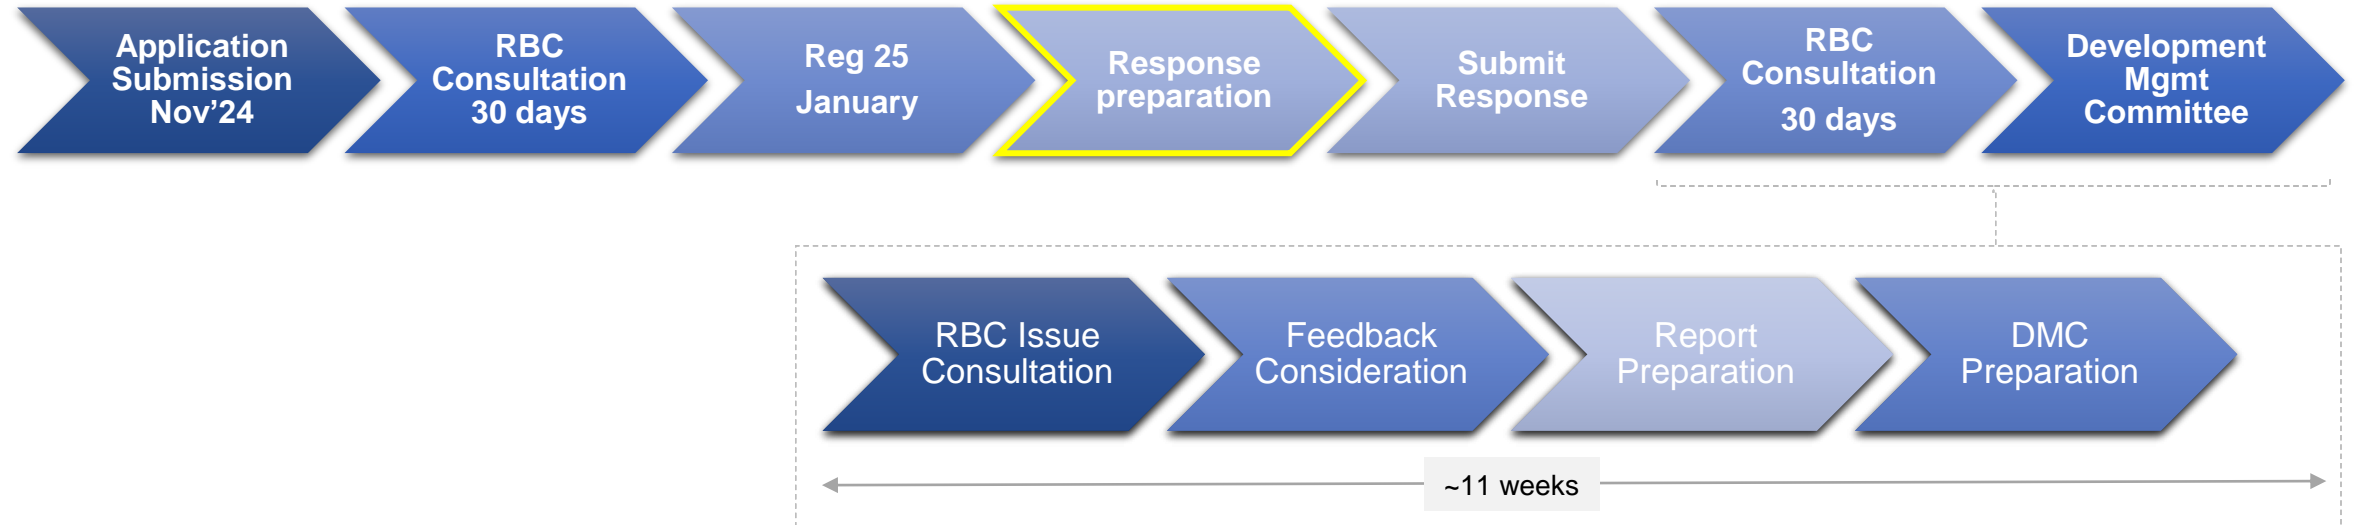 Application
Submission
Nov’24
RBC
Consultation
30 days
Reg 25
January
Response
preparation
Submit
Response
RBC
Consultation
30 days
Development
Mgmt
Committee
RBC Issue
Consultation
Feedback
Consideration
Report
Preparation
DMC
Preparation
~11 weeks